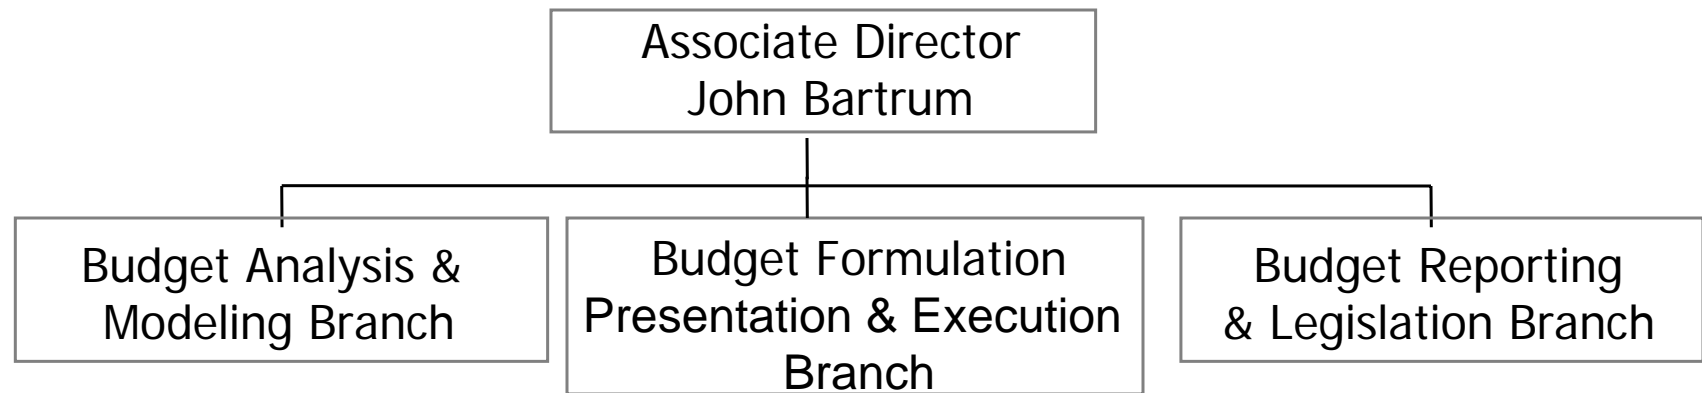 Associate Director
John Bartrum
Budget Analysis &
Modeling Branch
Budget Formulation
Presentation & Execution
Branch
Budget Reporting
& Legislation Branch